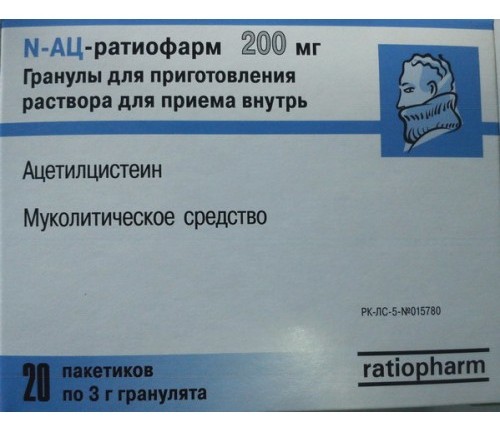 N-АЦ-ратиофарм 200 мг
Гранулы для приготовления
раствора для приема внутрь
Ацетилцистеин
Муколитическое средство
РК-ЛС-5-№015780
20 пакетиков
по 3 г гранулята
ratiopharm